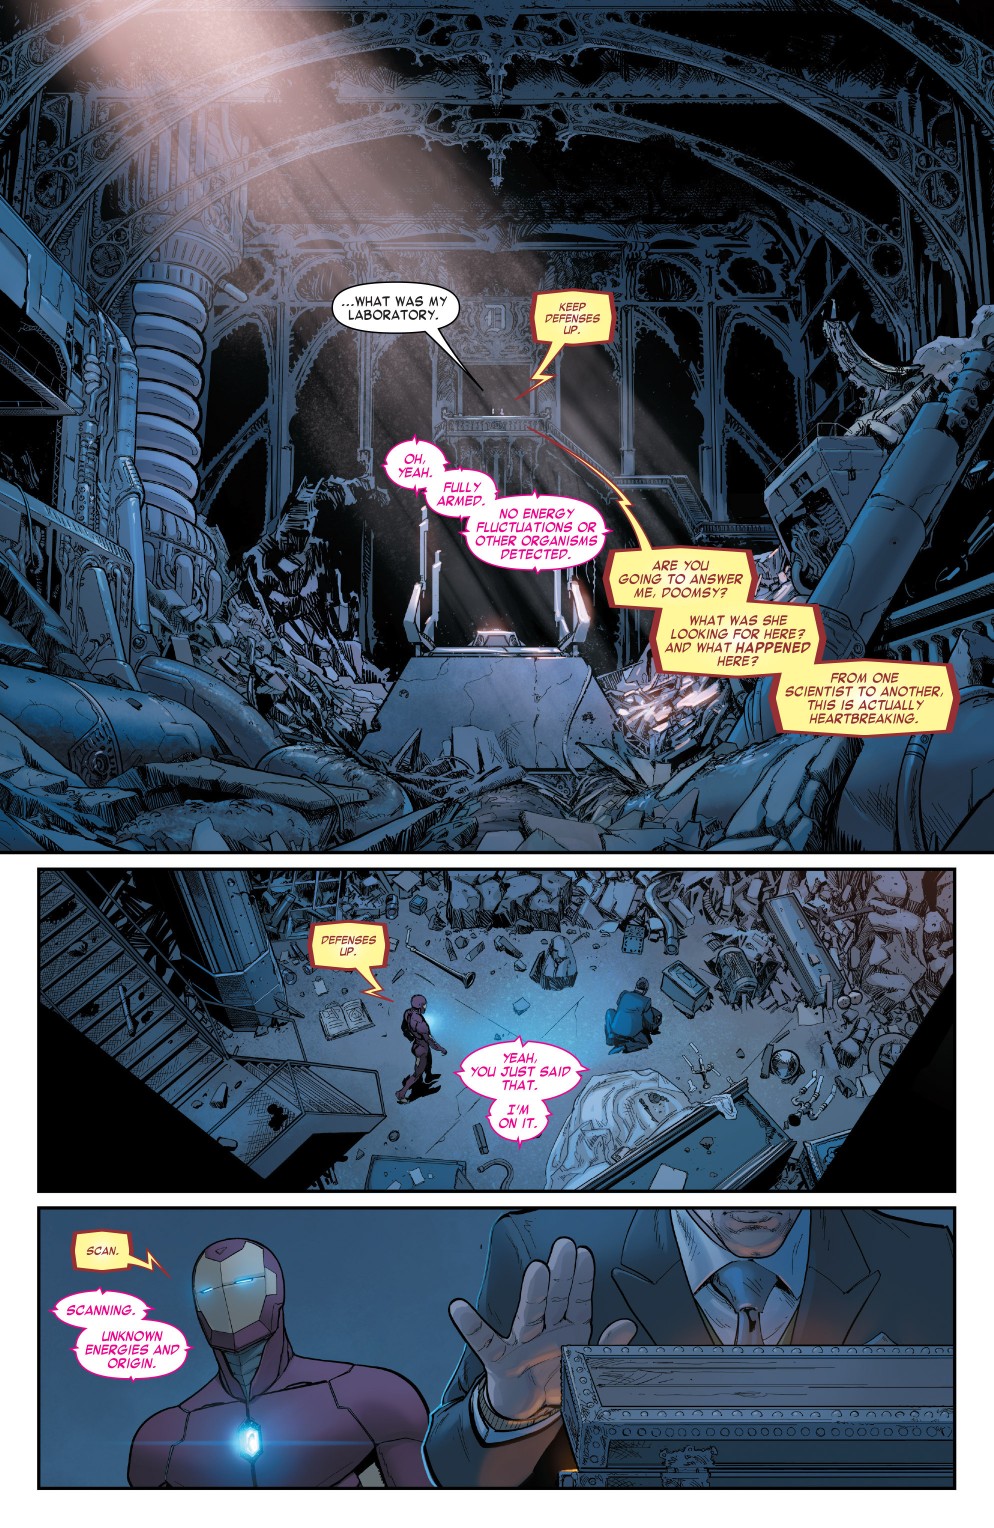 ...WHAT WAS MY
LABORATORY.
KEEP
DEFENSES
UP.
D
OH,
YEAH.
FULLY
ARMED.
NO ENERGY
FLUCTUATIONS OR
OTHER ORGANISMS
DETECTED.
ARE YOU
GOING TO ANSWER
ME, DOOMSY?
WHAT WAS SHE
LOOKING FOR HERE?
AND WHAT HAPPENED
HERE?
FROM ONE
SCIENTIST TO ANOTHER,
THIS IS ACTUALLY
HEARTBREAKING.
DEFENSES
UP.
YEAH,
YOU JUST SAID
THAT.
I'M
ON IT.
SCAN.
SCANNING.
UNKNOWN
ENERGIES AND
ORIGIN.